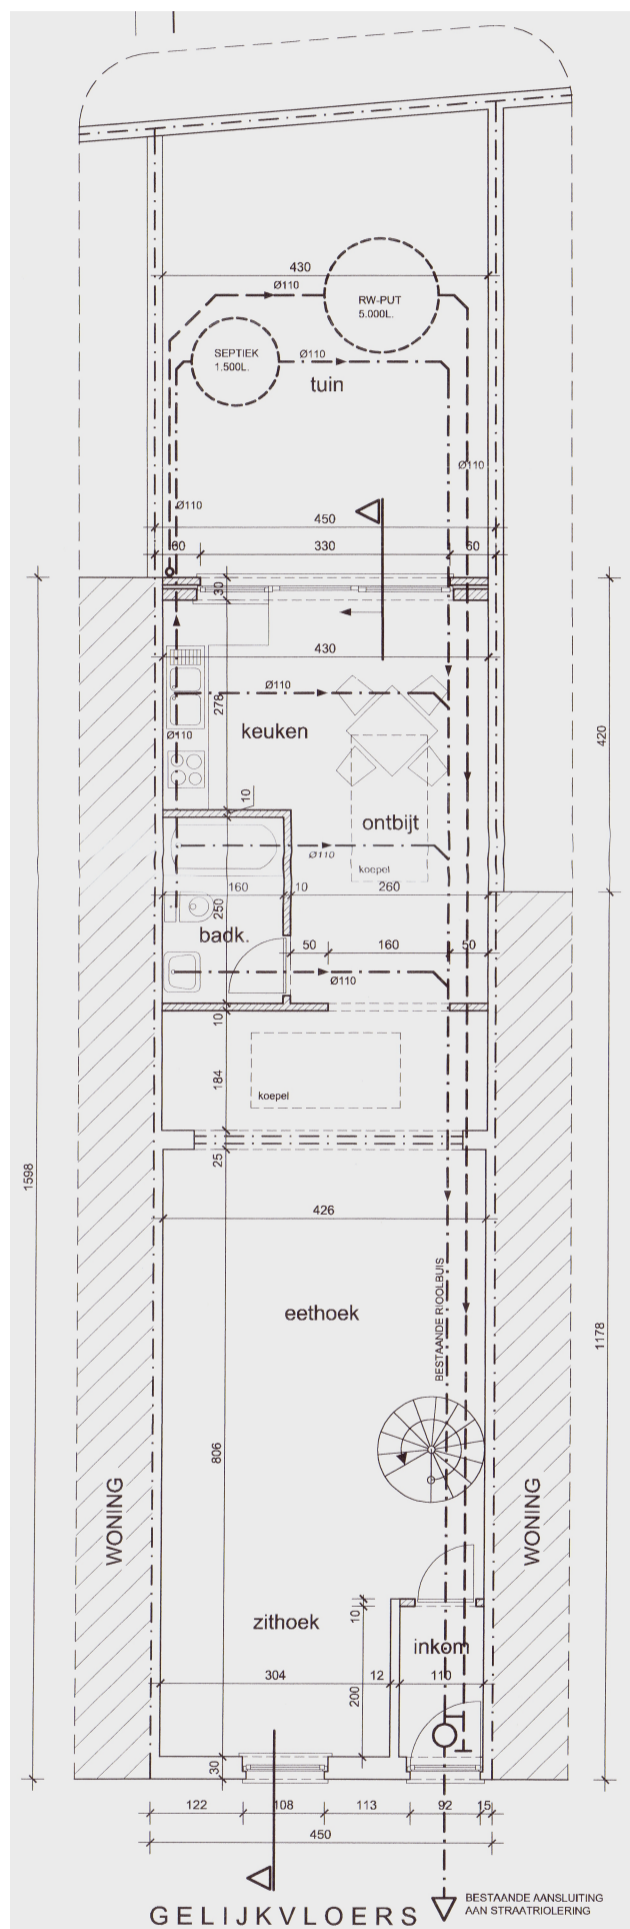 430
Ø110
RW-PUT
5.000L.
SEPTIEK
1.500L.
Ø110
tuin
Ø110
Ø110
450
60
330
60
30
430
Ø110
278
keuken
Ø110
420
10
ontbijt
Ø110
koepel
160
10
260
250
badk.
50
160
50
Ø110
10
184
koepel
25
1598
426
BESTAANDE RIOOLBUIS
eethoek
1178
806
WONING
WONING
zithoek
10
inkom
304
12
110
200
30
122
108
113
92
15
450
GELIJKVLOERS
BESTAANDE AANSLUITING
AAN STRAATRIOLERING